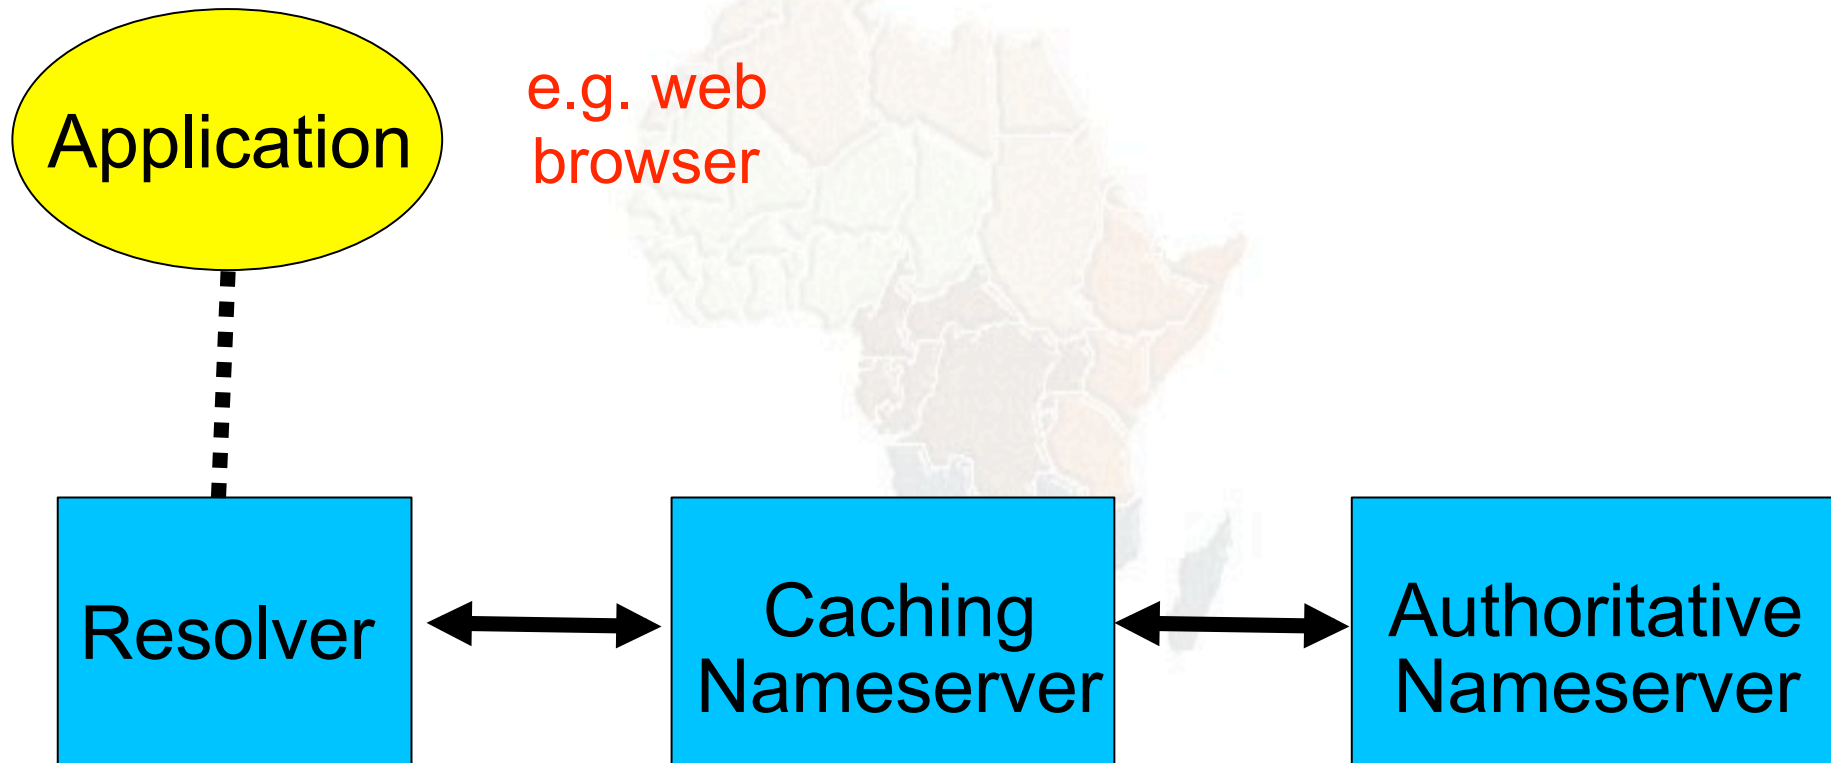 Application
e.g. web
browser
Resolver
Caching
Nameserver
Authoritative
Nameserver